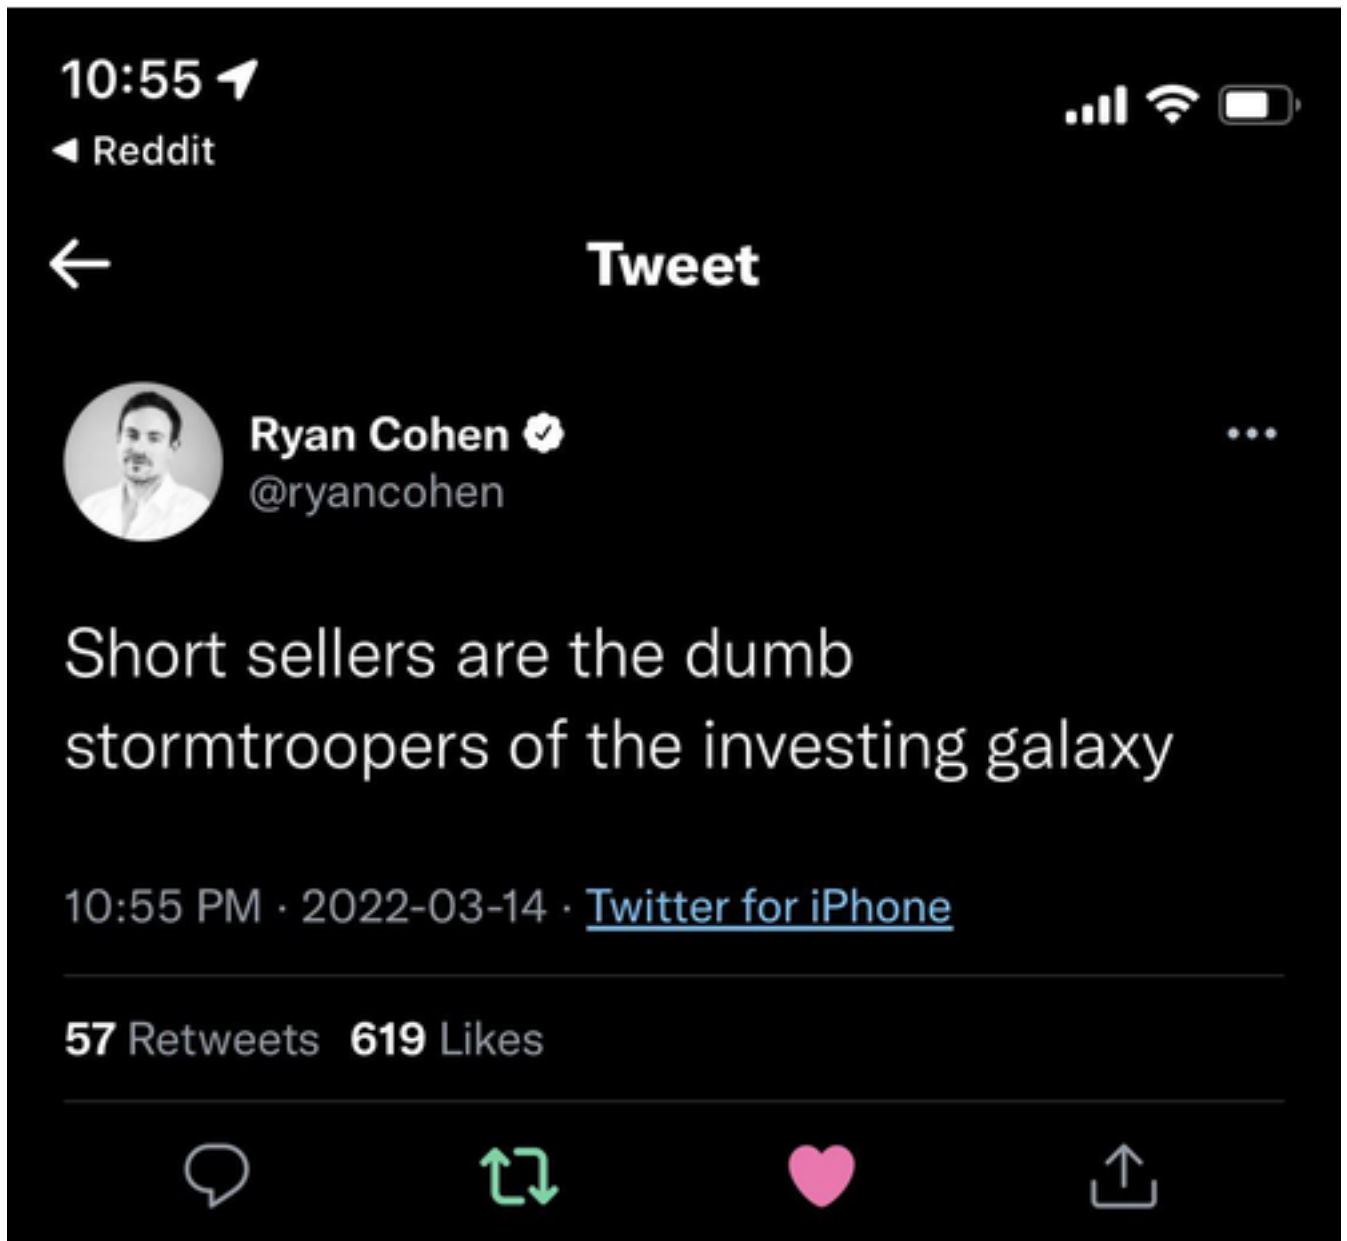 10:55
◀ Reddit
Tweet
Ryan Cohen
@ryancohen
Short sellers are the dumb
stormtroopers of the investing galaxy
10:55 PM · 2022-03-14 · Twitter for iPhone
57 Retweets 619 Likes